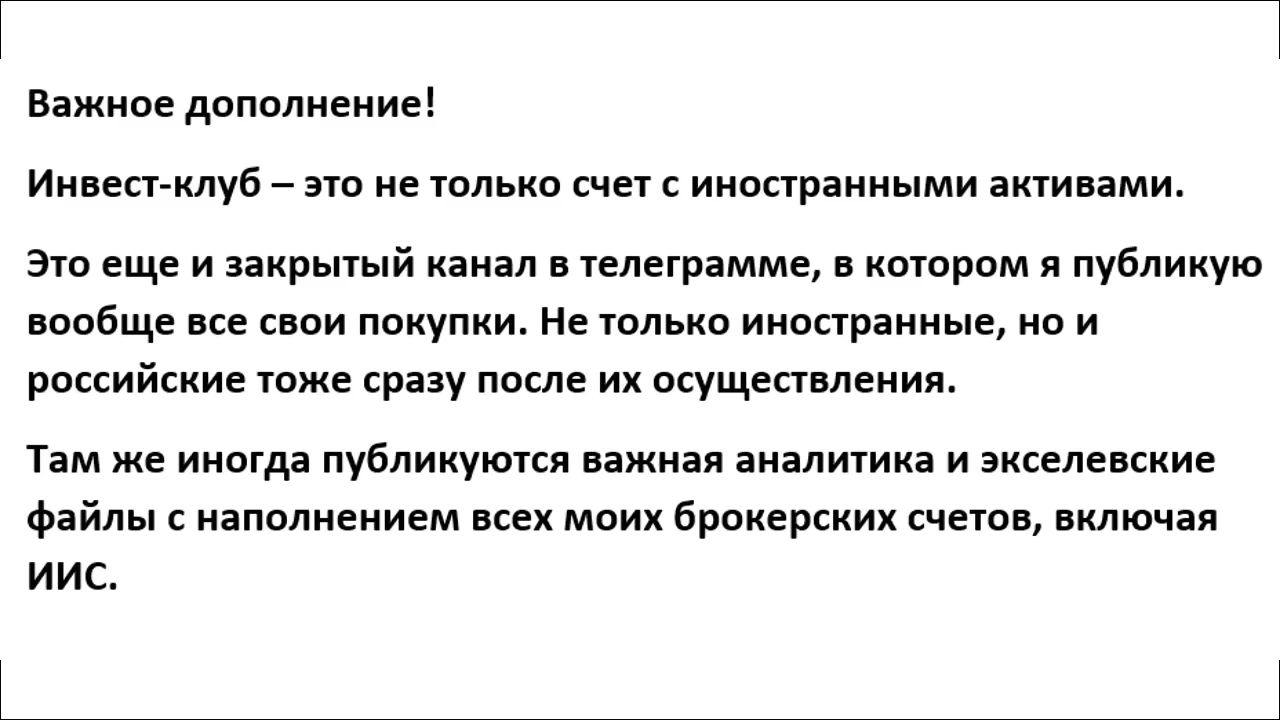 Важное дополнение!
Инвест-клуб – это не только счет с иностранными активами.
Это еще и закрытый канал в телеграмме, в котором я публикую
вообще все свои покупки. Не только иностранные, но и
российские тоже сразу после их осуществления.
Там же иногда публикуются важная аналитика и экселевские
файлы с наполнением всех моих брокерских счетов, включая
ИИС.